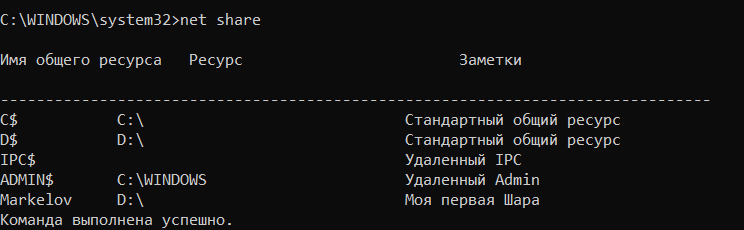 C:\WINDOWS\system32>net share
Имя общего ресурса   Ресурс                              Заметки
-------------------------------------------------------------------------------
C$           C:\                             Стандартный общий ресурс
D$           D:\                             Стандартный общий ресурс
IPC$                                         Удаленный IPC
ADMIN$       C:\WINDOWS                      Удаленный Admin
Markelov     D:\                             Моя первая Шара
Команда выполнена успешно.